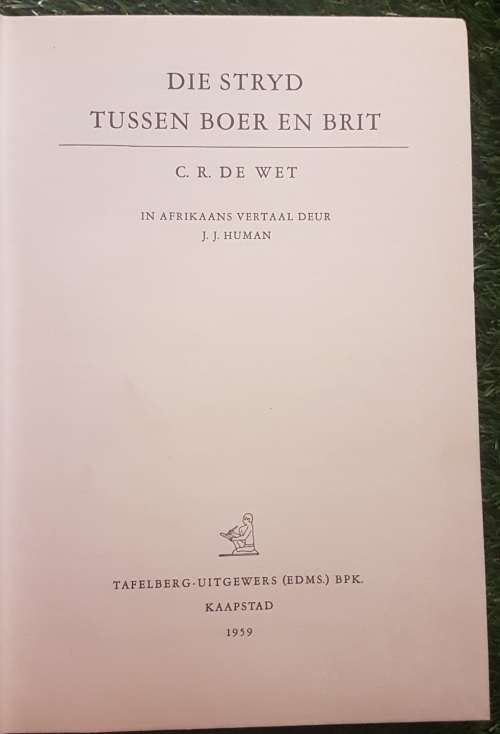 DIE STRYD
TUSSEN BOER EN BRIT
C. R. DE WET
IN AFRIKAANS VERTAAL DEUR
J. J. HUMAN
TAFELBERG-UITGEWERS (EDMS.) BPK.
KAAPSTAD
1959